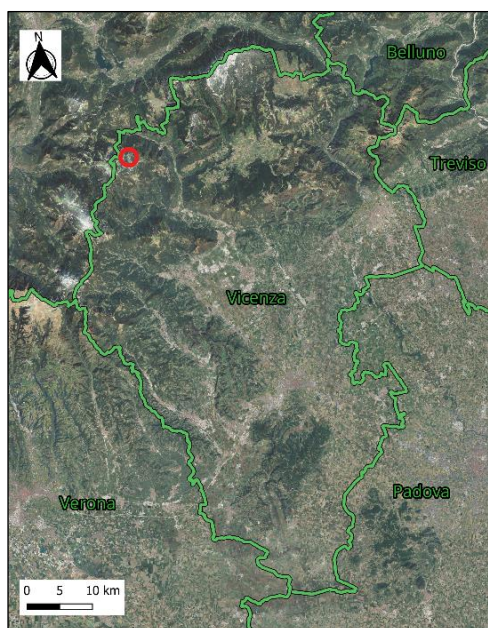 N
Belluno
Treviso
Vicenza
Verona
Padova
0 5 10 km